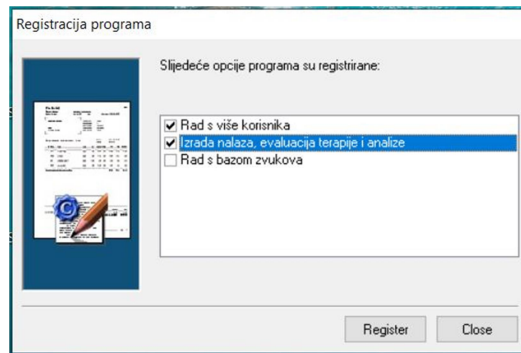 Registracija programa
Slijedeće opcije programa su registrirane:
Rad s više korisnika
Izrada nalaza, evaluacija terapije i analize
Rad s bazom zvukova
Register
Close